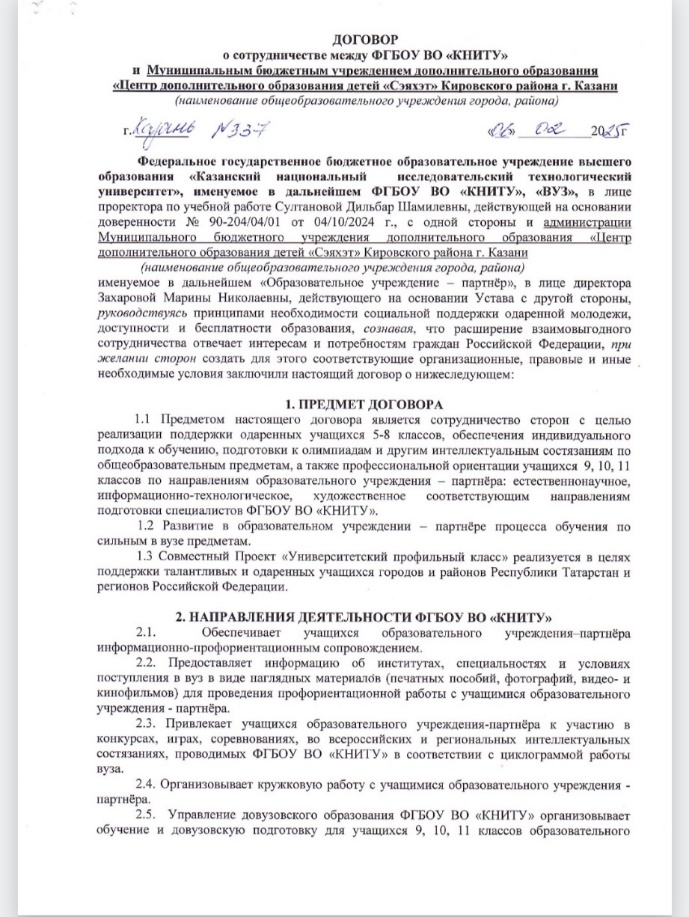 ДОГОВОР
о сотрудничестве между ФГБОУ ВО «КНИТУ»
и Муниципальным бюджетным учреждением дополнительного образования
«Центр дополнительного образования детей «Сэяхэт» Кировского района г. Казани
(наименование общеобразовательного учреждения города, района)
г. Казань №337 «06» 02 2025г
Федеральное государственное бюджетное образовательное учреждение высшего
образования «Казанский национальный исследовательский технологический
университет», именуемое в дальнейшем ФГБОУ ВО «КНИТУ», «ВУЗ», в лице
проректора по учебной работе Султановой Дильбар Шамилевны, действующей на основании
доверенности № 90-204/04/01 от 04/10/2024 г., с одной стороны и администрации
Муниципального бюджетного учреждения дополнительного образования «Центр
дополнительного образования детей «Сэяхэт» Кировского района г. Казани
(наименование общеобразовательного учреждения города, района)
именуемое в дальнейшем «Образовательное учреждение – партнёр», в лице директора
Захаровой Марины Николаевны, действующего на основании Устава с другой стороны,
руководствуясь принципами необходимости социальной поддержки одаренной молодежи,
доступности и бесплатности образования, сознавая, что расширение взаимовыгодного
сотрудничества отвечает интересам и потребностям граждан Российской Федерации, при
желании сторон создать для этого соответствующие организационные, правовые и иные
необходимые условия заключили настоящий договор о нижеследующем:
1. ПРЕДМЕТ ДОГОВОРА
1.1 Предметом настоящего договора является сотрудничество сторон с целью
реализации поддержки одаренных учащихся 5-8 классов, обеспечения индивидуального
подхода к обучению, подготовки к олимпиадам и другим интеллектуальным состязаниям по
общеобразовательным предметам, а также профессиональной ориентации учащихся 9, 10, 11
классов по направлениям образовательного учреждения – партнёра: естественнонаучное,
информационно-технологическое, художественное соответствующим направлениям
подготовки специалистов ФГБОУ ВО «КНИТУ».
1.2 Развитие в образовательном учреждении – партнёре процесса обучения по
сильным в вузе предметам.
1.3 Совместный Проект «Университетский профильный класс» реализуется в целях
поддержки талантливых и одаренных учащихся городов и районов Республики Татарстан и
регионов Российской Федерации.
2. НАПРАВЛЕНИЯ ДЕЯТЕЛЬНОСТИ ФГБОУ ВО «КНИТУ»
2.1. Обеспечивает учащихся образовательного учреждения–партнёра
информационно-профориентационным сопровождением.
2.2. Предоставляет информацию об институтах, специальностях и условиях
поступления в вуз в виде наглядных материалов (печатных пособий, фотографий, видео- и
кинофильмов) для проведения профориентационной работы с учащимися образовательного
учреждения - партнёра.
2.3. Привлекает учащихся образовательного учреждения-партнёра к участию в
конкурсах, играх, соревнованиях, во всероссийских и региональных интеллектуальных
состязаниях, проводимых ФГБОУ ВО «КНИТУ» в соответствии с циклограммой работы
вуза.
2.4. Организовывает кружковую работу с учащимися образовательного учреждения -
партнёра.
2.5. Управление довузовского образования ФГБОУ ВО «КНИТУ» организовывает
обучение и довузовскую подготовку для учащихся 9, 10, 11 классов образовательного